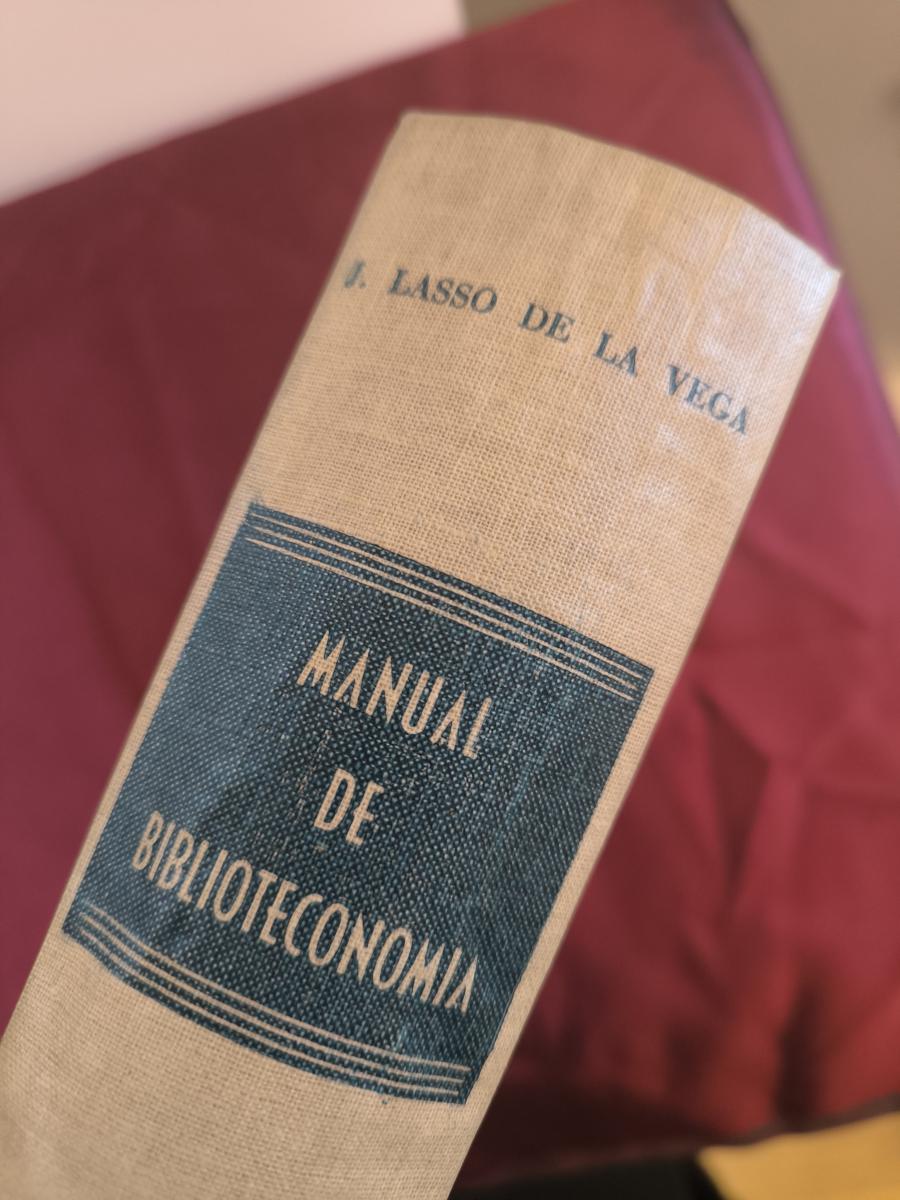 J. LASSO DE LA VEGA
MANUAL
DE
BIBLIOTECONOMIA